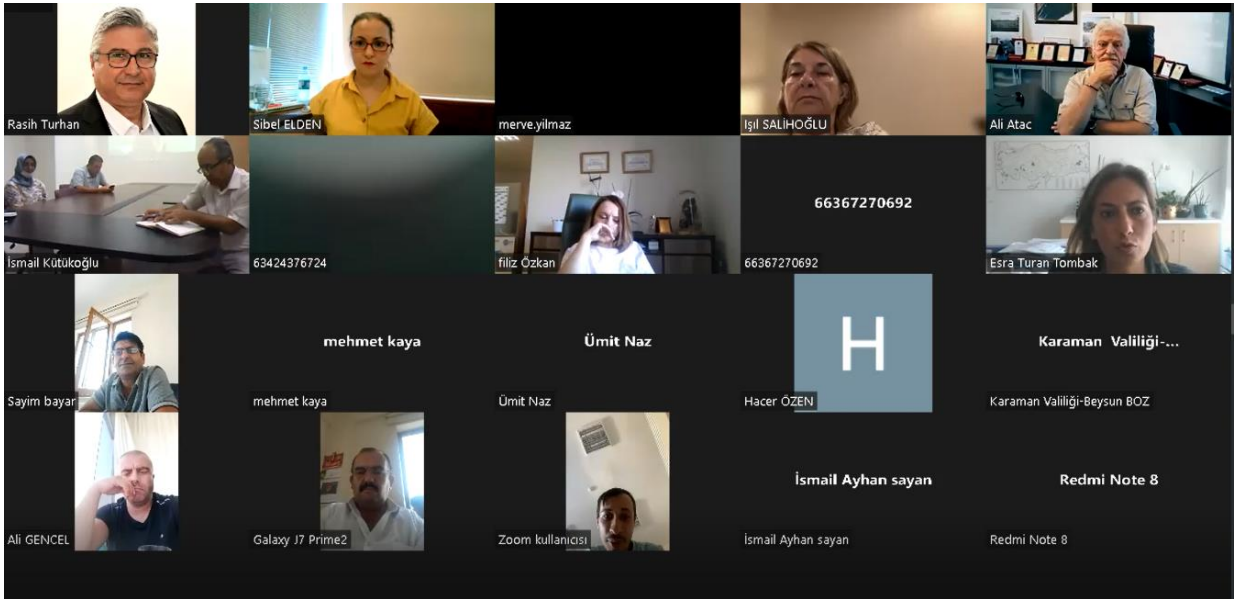 Rasih Turhan
Sibel ELDEN
merve.yilmaz
Işıl SALİHOĞLU
Ali Atac
İsmail Kütükoğlu
63424376724
filiz Özkan
66367270692
66367270692
Esra Turan Tombak
Sayim bayar
mehmet kaya
mehmet kaya
Ümit Naz
Ümit Naz
H
Hacer ÖZEN
Karaman Valiliği-...
Karaman Valiliği-Beysun BOZ
Ali GENCEL
Galaxy J7 Prime2
Zoom kullanıcısı
İsmail Ayhan sayan
İsmail Ayhan sayan
Redmi Note 8
Redmi Note 8